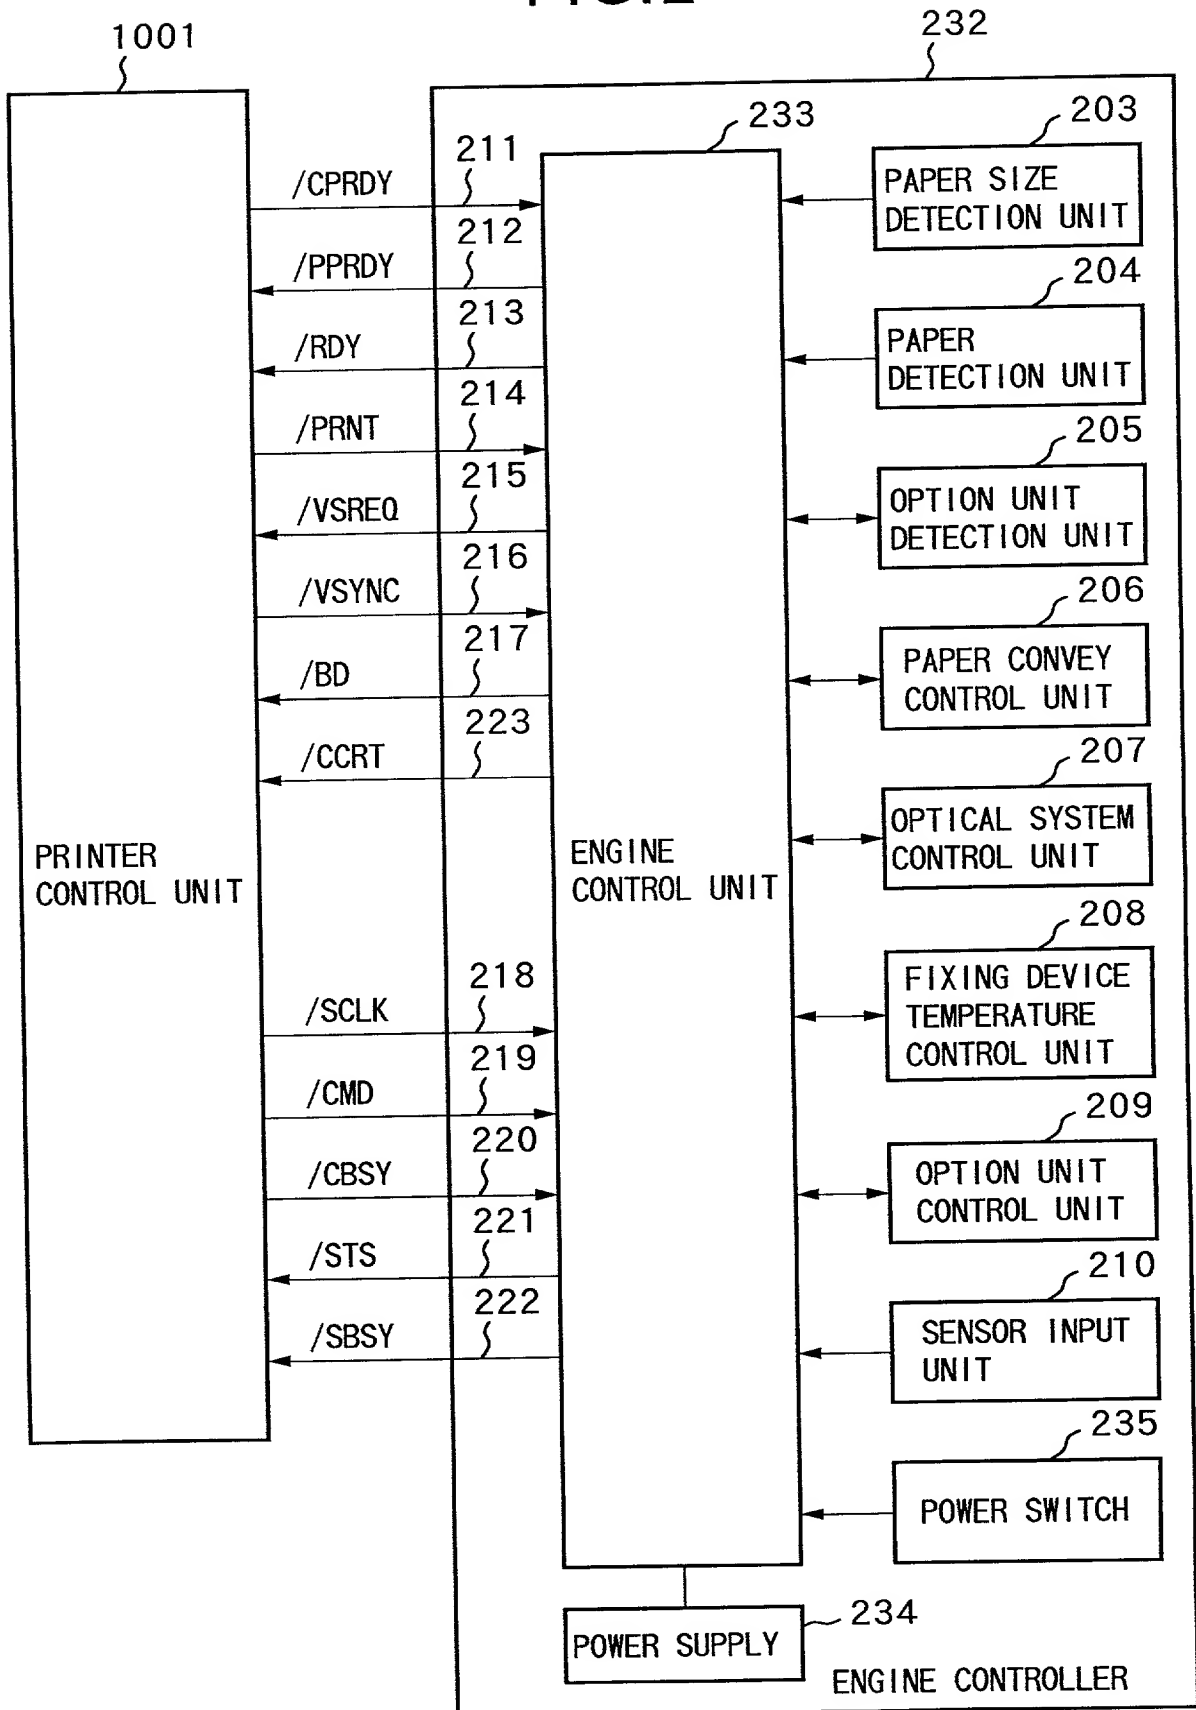 1001
232
233
203
PAPER SIZE
DETECTION UNIT
/CPRDY
211
/PPRDY
212
204
PAPER
DETECTION UNIT
/RDY
213
/PRNT
214
205
OPTION UNIT
DETECTION UNIT
/VSREQ
215
/VSYNC
216
206
PAPER CONVEY
CONTROL UNIT
/BD
217
/CCRT
223
207
OPTICAL SYSTEM
CONTROL UNIT
PRINTER
CONTROL UNIT
ENGINE
CONTROL UNIT
208
FIXING DEVICE
TEMPERATURE
CONTROL UNIT
/SCLK
218
/CMD
219
209
OPTION UNIT
CONTROL UNIT
/CBSY
220
/STS
221
210
SENSOR INPUT
UNIT
/SBSY
222
235
POWER SWITCH
234
POWER SUPPLY
ENGINE CONTROLLER